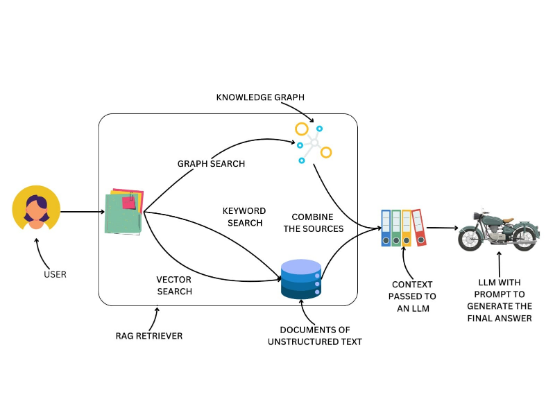 KNOWLEDGE GRAPH
GRAPH SEARCH
KEYWORD
SEARCH
COMBINE
THE SOURCES
USER
VECTOR
SEARCH
CONTEXT
PASSED TO
AN LLM
LLM WITH
PROMPT TO
GENERATE THE
FINAL ANSWER
RAG RETRIEVER
DOCUMENTS OF
UNSTRUCTURED TEXT